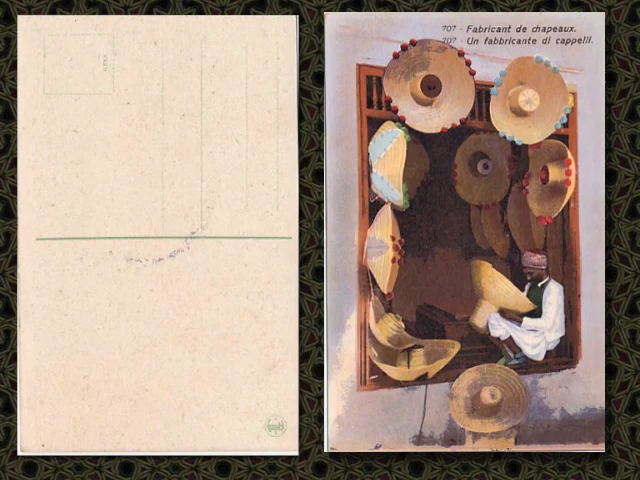 707 - Fabricant de chapeaux.
707 - Un fabbricante di cappelli.